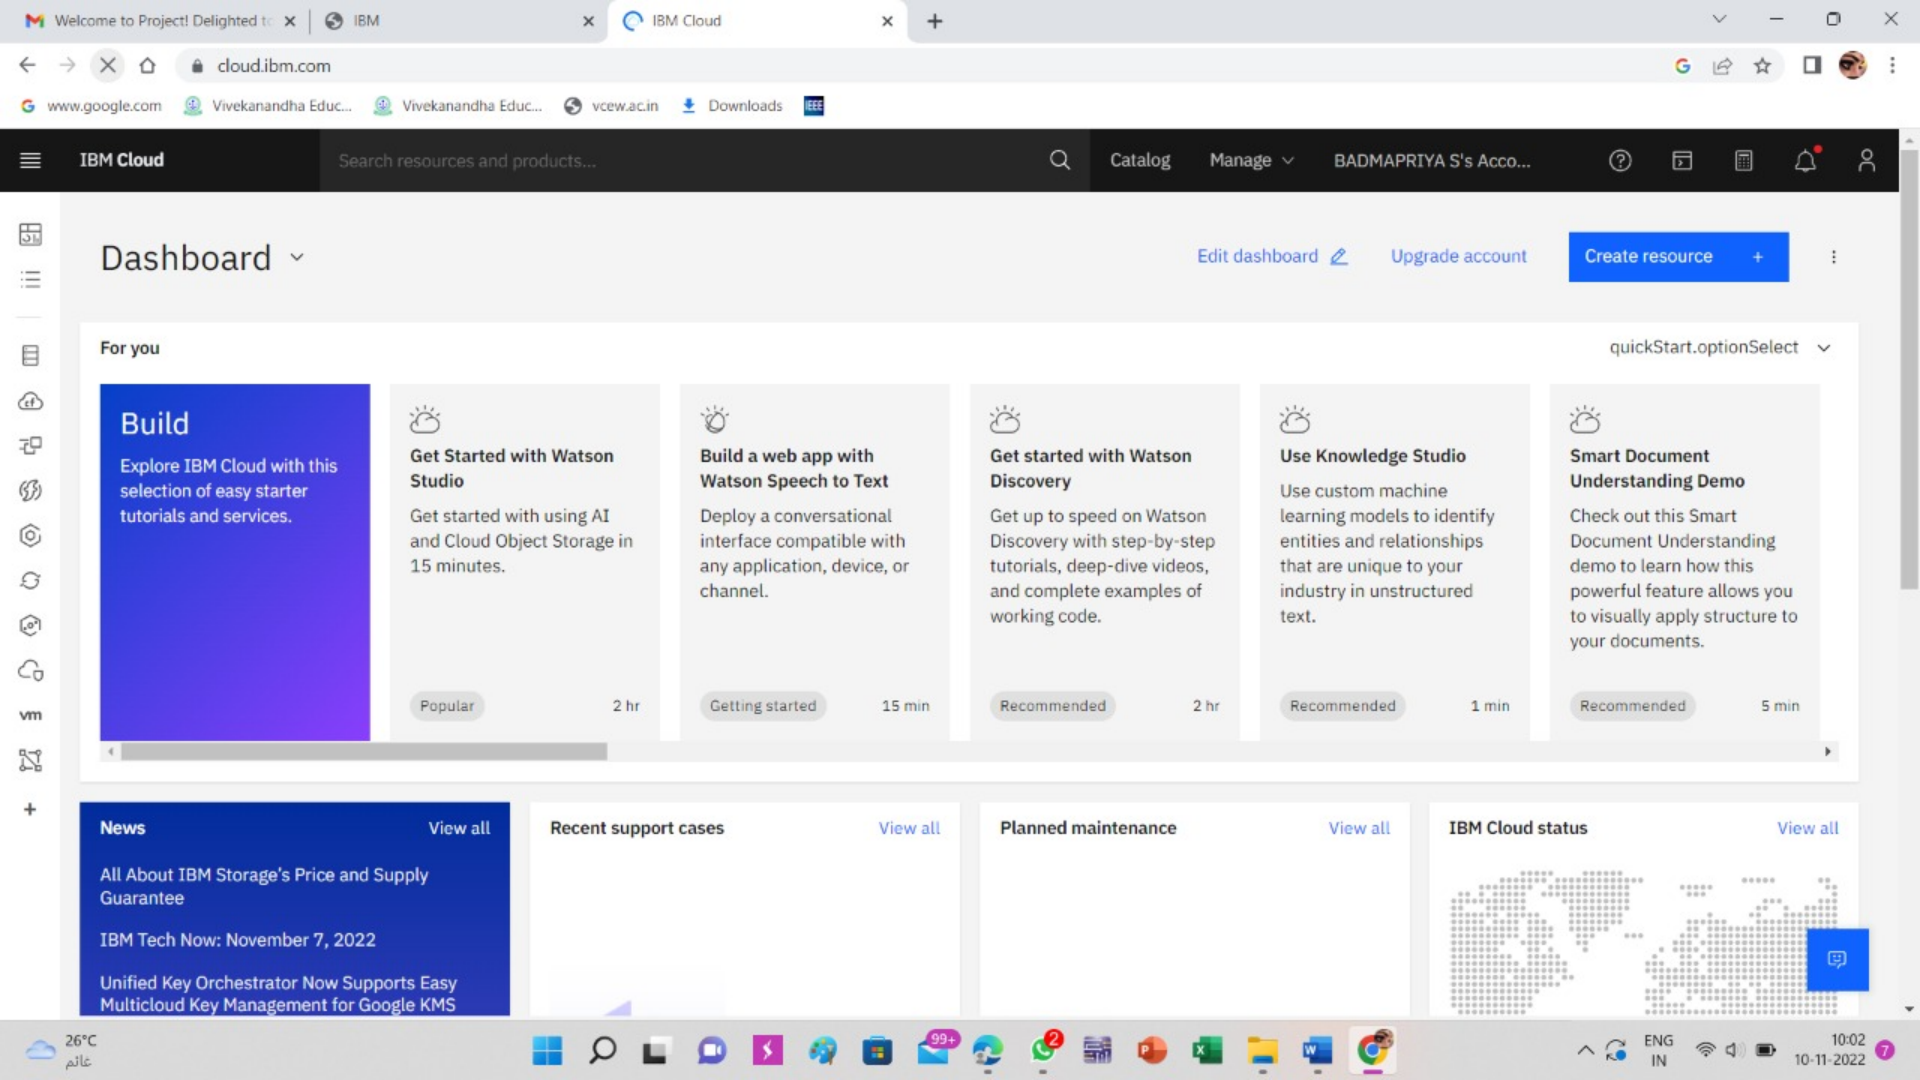 Welcome to Project! Delighted to
IBM
IBM Cloud
cloud.ibm.com
www.google.com
Vivekanandha Educ...
Vivekanandha Educ...
vcew.ac.in
Downloads
IEEE
IBM Cloud
Search resources and products...
Catalog
Manage
BADMAPRIYA S's Acco...
Dashboard
Edit dashboard
Upgrade account
Create resource +
For you
quickStart.optionSelect
Build
Explore IBM Cloud with this
selection of easy starter
tutorials and services.
Get Started with Watson
Studio
Get started with using AI
and Cloud Object Storage in
15 minutes.
Popular
2 hr
Build a web app with
Watson Speech to Text
Deploy a conversational
interface compatible with
any application, device, or
channel.
Getting started
15 min
Get started with Watson
Discovery
Get up to speed on Watson
Discovery with step-by-step
tutorials, deep-dive videos,
and complete examples of
working code.
Recommended
2 hr
Use Knowledge Studio
Use custom machine
learning models to identify
entities and relationships
that are unique to your
industry in unstructured
text.
Recommended
1 min
Smart Document
Understanding Demo
Check out this Smart
Document Understanding
demo to learn how this
powerful feature allows you
to visually apply structure to
your documents.
Recommended
5 min
vm
News
View all
All About IBM Storage's Price and Supply
Guarantee
IBM Tech Now: November 7, 2022
Unified Key Orchestrator Now Supports Easy
Multicloud Key Management for Google KMS
Recent support cases
View all
Planned maintenance
View all
IBM Cloud status
View all
26°C
غائم
99+
2
ENG
IN
10:02
10-11-2022
7